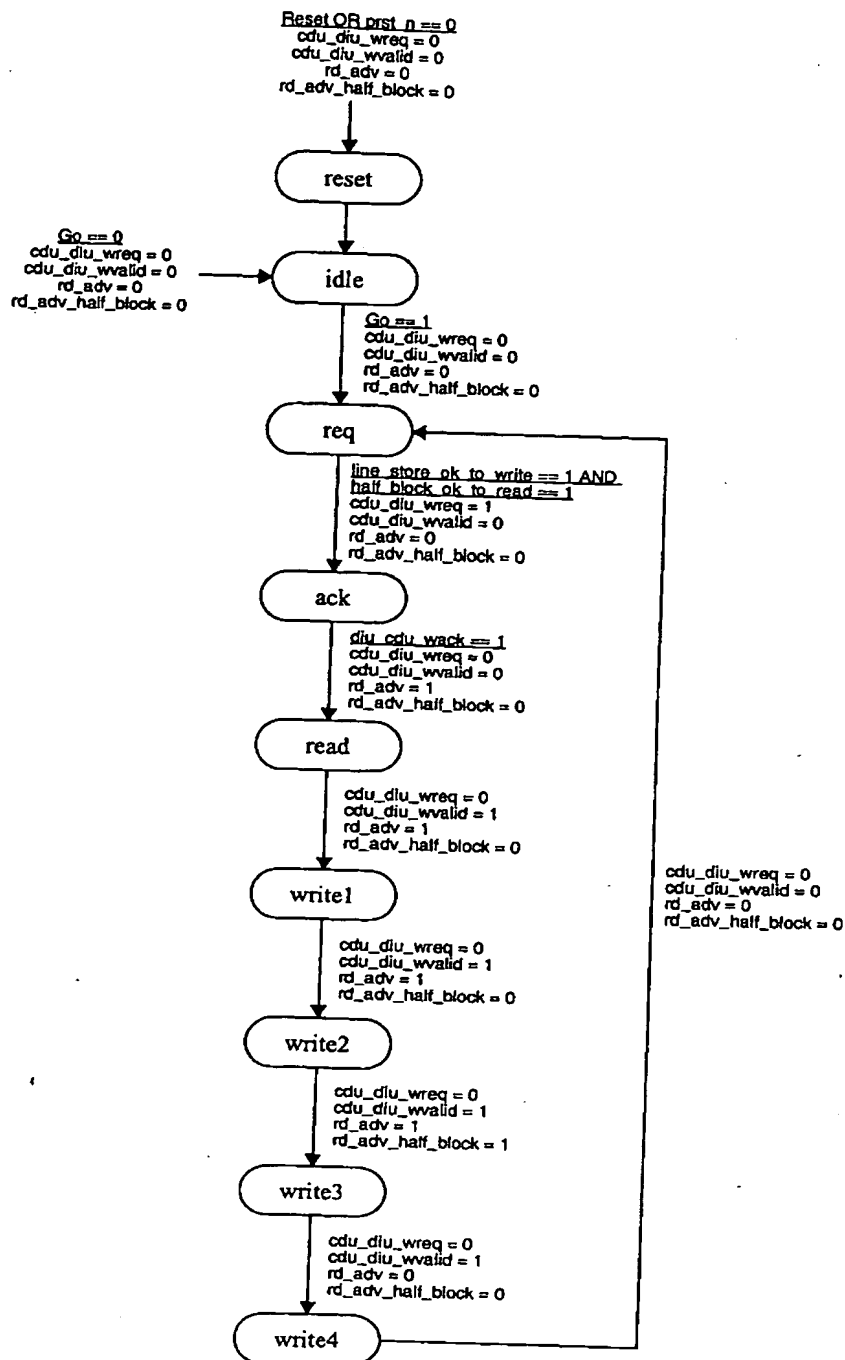 Reset OR prst_n == 0
cdu_diu_wreq = 0
cdu_diu_wvalid = 0
rd_adv = 0
rd_adv_half_block = 0
reset
Go == 0
cdu_diu_wreq = 0
cdu_diu_wvalid = 0
rd_adv = 0
rd_adv_half_block = 0
idle
Go == 1
cdu_diu_wreq = 0
cdu_diu_wvalid = 0
rd_adv = 0
rd_adv_half_block = 0
req
line_store_ok_to_write == 1 AND
half_block_ok_to_read == 1
cdu_diu_wreq = 1
cdu_diu_wvalid = 0
rd_adv = 0
rd_adv_half_block = 0
ack
diu_cdu_wack == 1
cdu_diu_wreq = 0
cdu_diu_wvalid = 0
rd_adv = 1
rd_adv_half_block = 0
read
cdu_diu_wreq = 0
cdu_diu_wvalid = 1
rd_adv = 1
rd_adv_half_block = 0
write1
cdu_diu_wreq = 0
cdu_diu_wvalid = 0
rd_adv = 0
rd_adv_half_block = 0
cdu_diu_wreq = 0
cdu_diu_wvalid = 1
rd_adv = 1
rd_adv_half_block = 0
write2
cdu_diu_wreq = 0
cdu_diu_wvalid = 1
rd_adv = 1
rd_adv_half_block = 1
write3
cdu_diu_wreq = 0
cdu_diu_wvalid = 1
rd_adv = 0
rd_adv_half_block = 0
write4